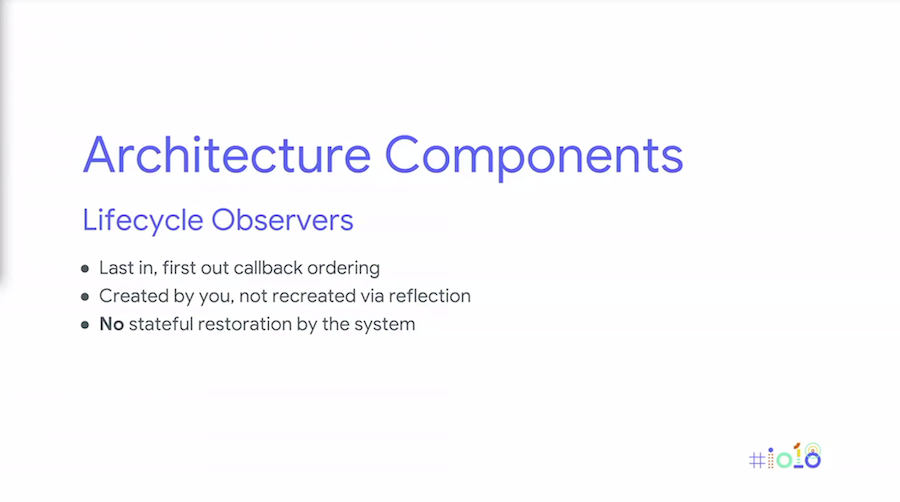 Architecture Components
Lifecycle Observers
● Last in, first out callback ordering
● Created by you, not recreated via reflection
● No stateful restoration by the system
#io18